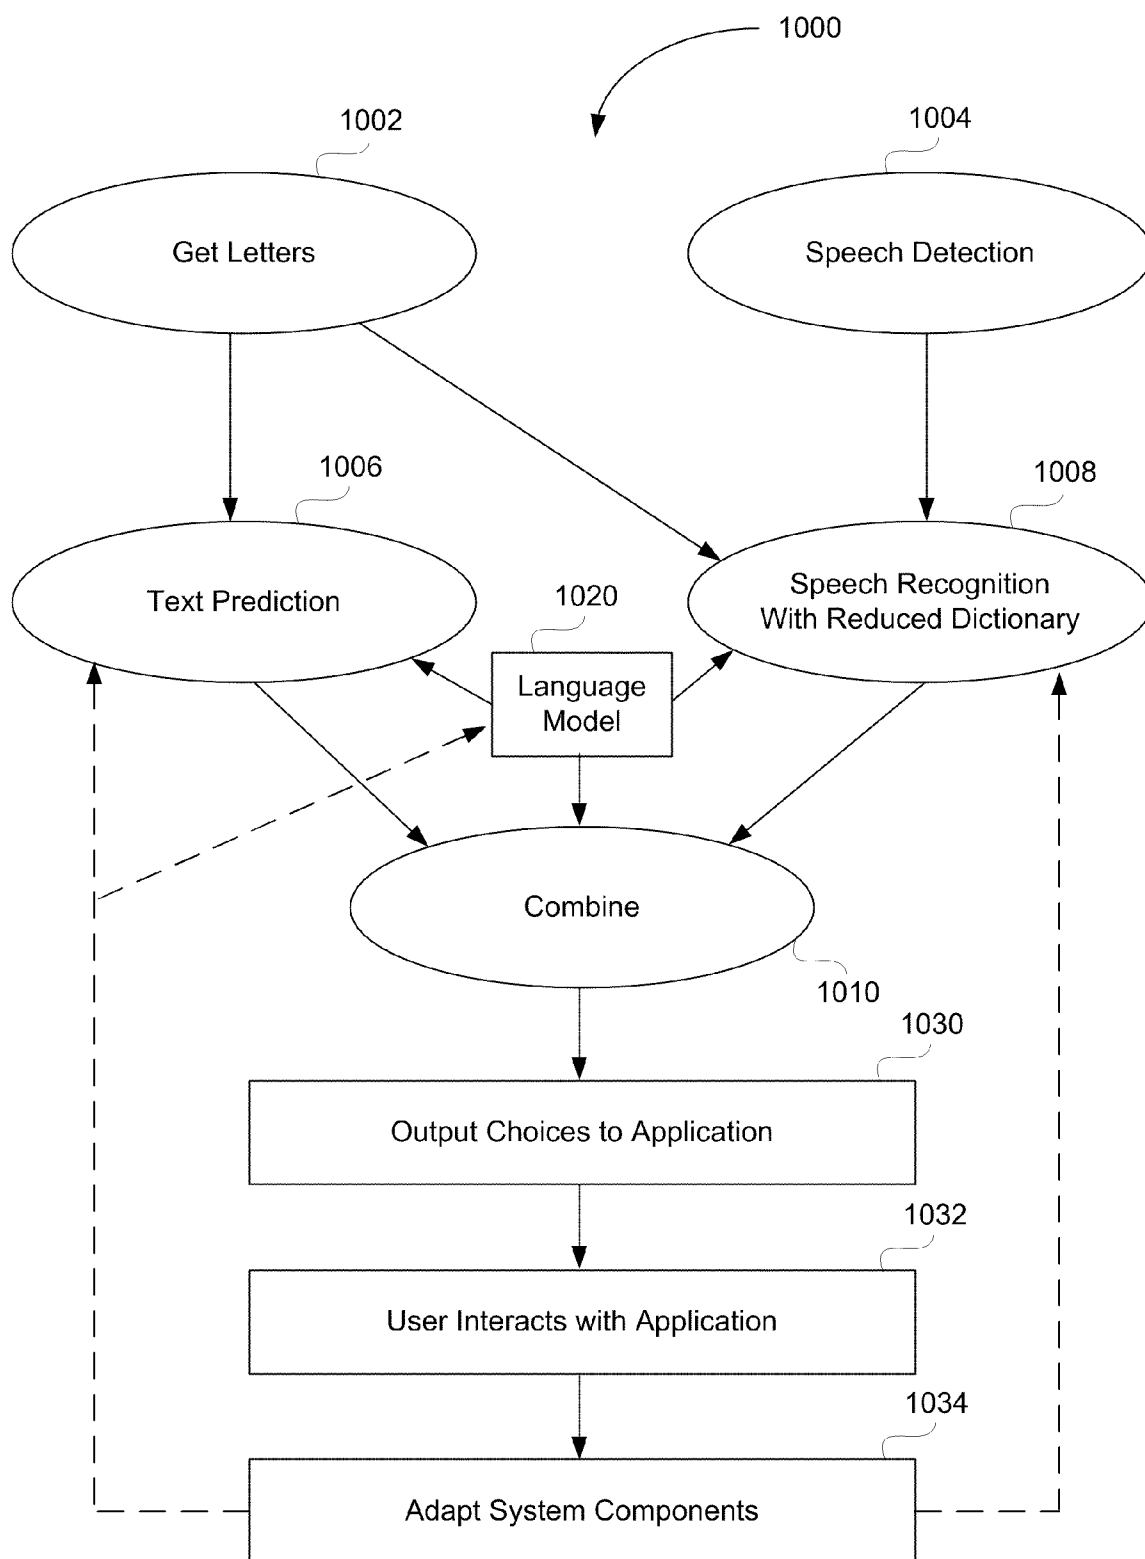 1000
1002
1004
Get Letters
Speech Detection
1006
1008
Text Prediction
Speech Recognition
With Reduced Dictionary
1020
Language
Model
Combine
1010
1030
Output Choices to Application
1032
User Interacts with Application
1034
Adapt System Components